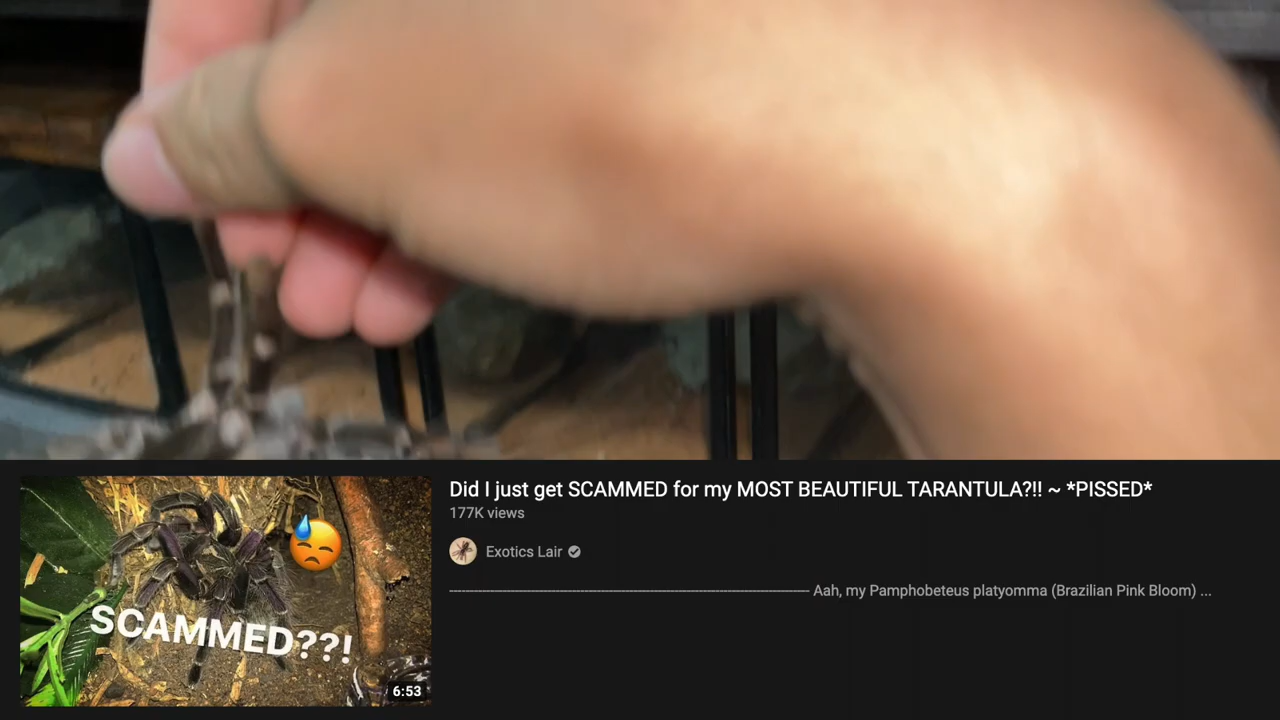 Did I just get SCAMMED for my MOST BEAUTIFUL TARANTULA?!! ~ *PISSED*
177K views
Exotics Lair
------------------------------------------------------------------------------------------ Aah, my Pamphobeteus platyomma (Brazilian Pink Bloom) ...
SCAMMED??!
6:53